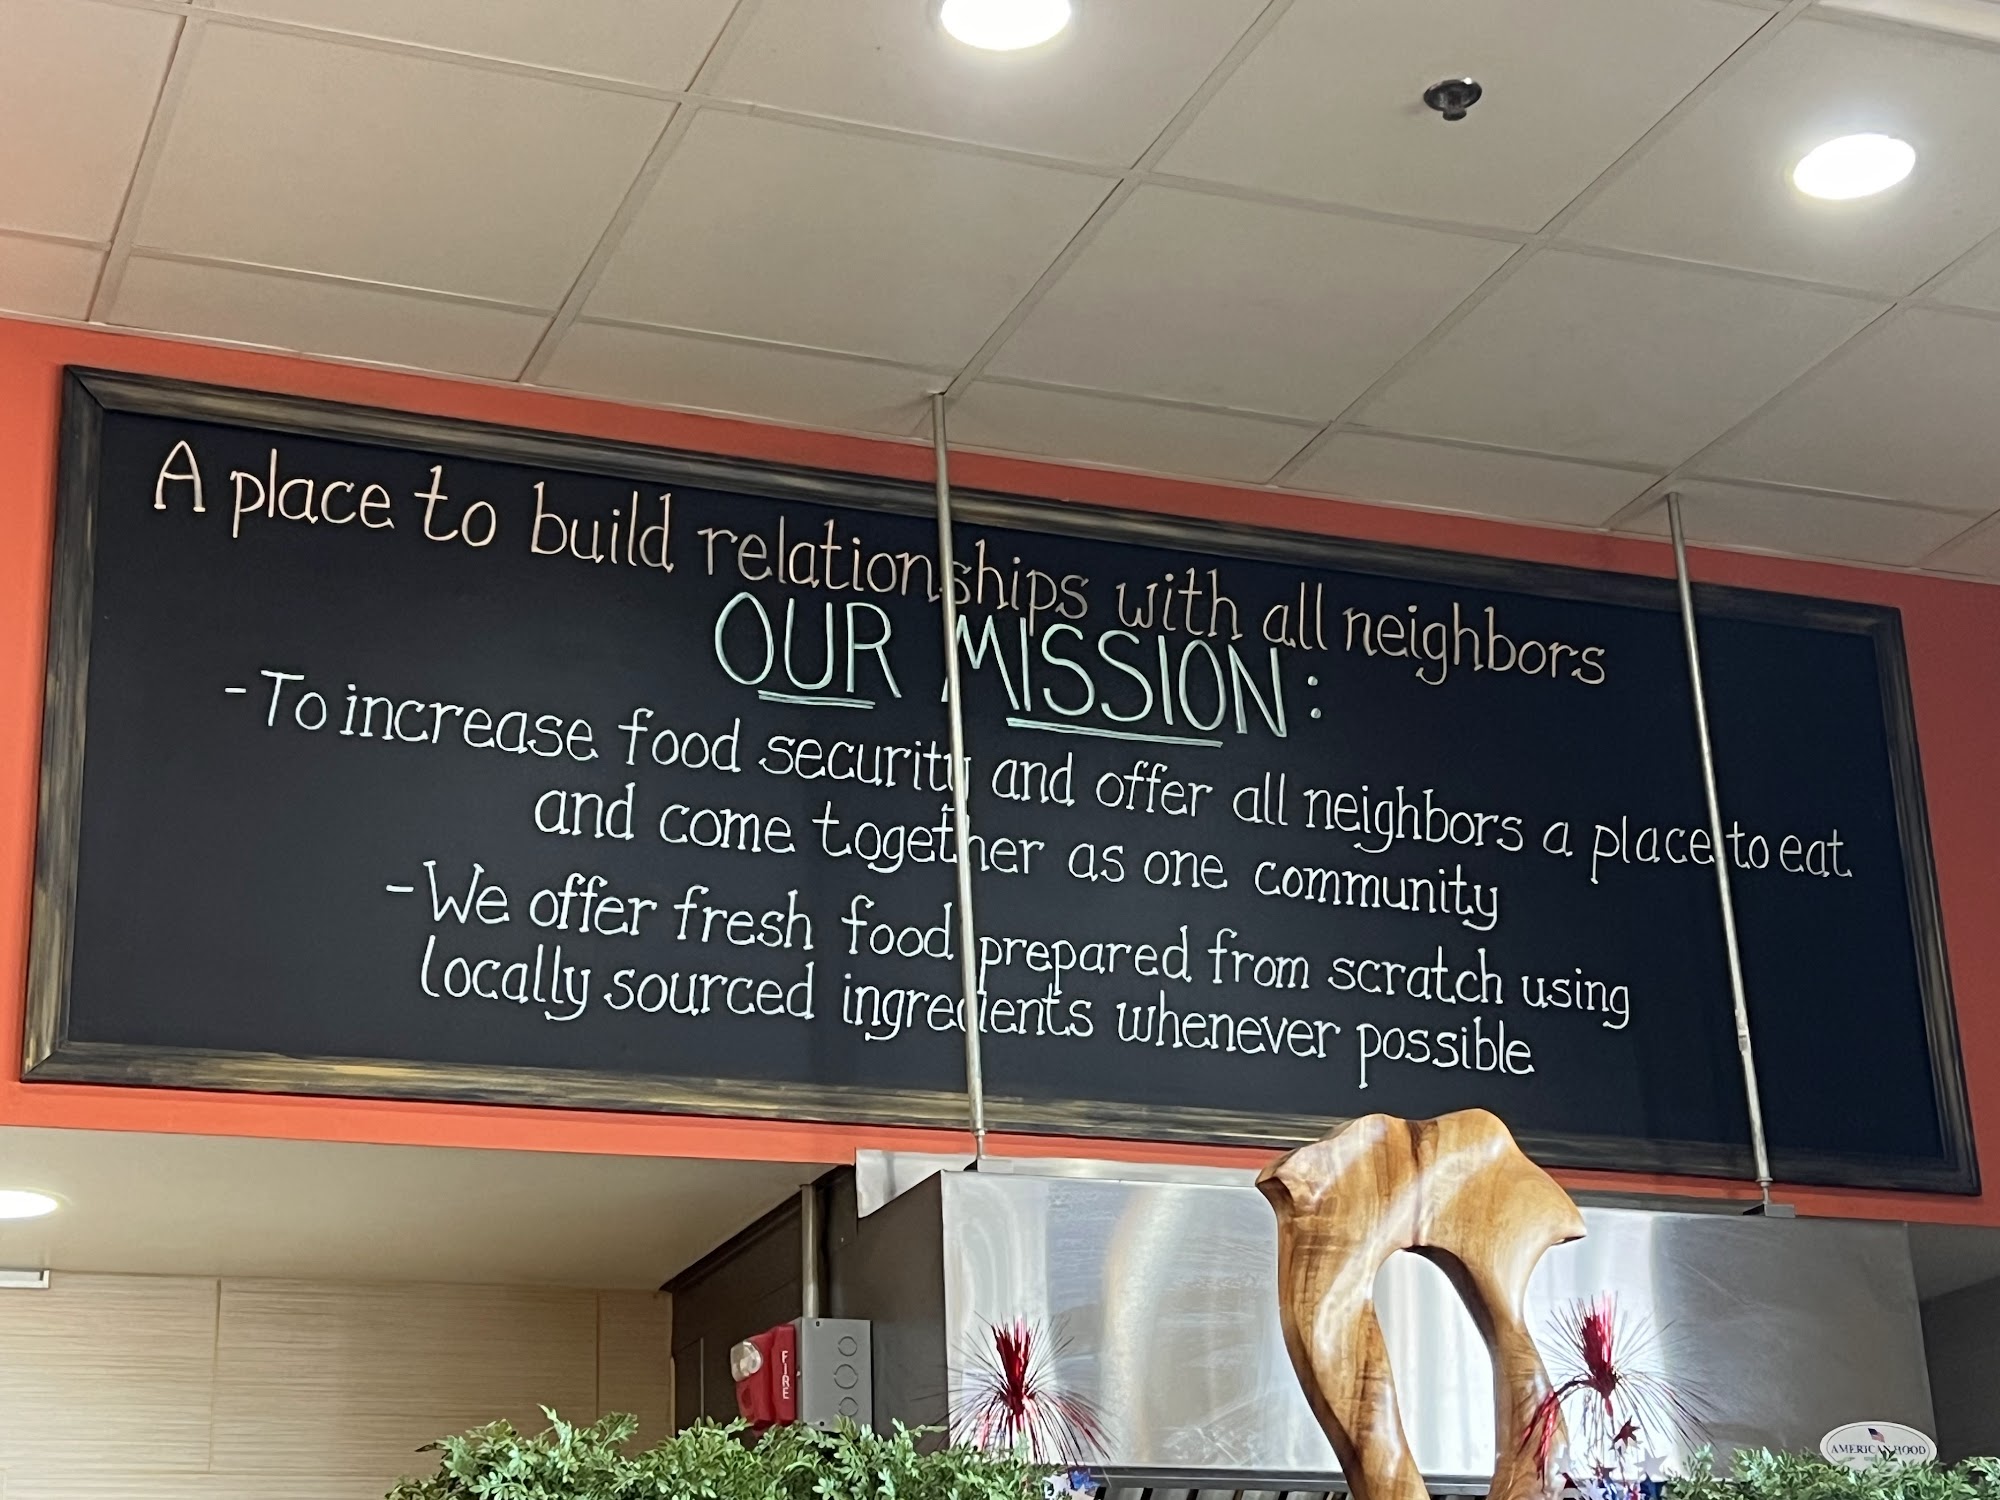 A place to build relationships with all neighbors
OUR MISSION:
-To increase food security and offer all neighbors a place to eat
and come together as one community
-We offer fresh food prepared from scratch using
locally sourced ingredients whenever possible
FIRE
AMERICAN HOOD